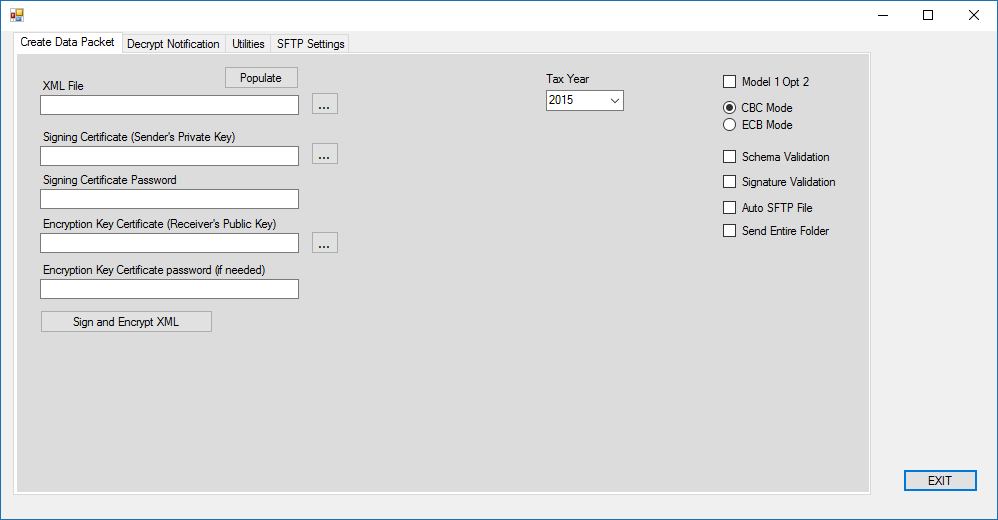 Create Data Packet
Decrypt Notification
Utilities
SFTP Settings
XML File
Populate
...
Signing Certificate (Sender's Private Key)
...
Signing Certificate Password
Encryption Key Certificate (Receiver's Public Key)
...
Encryption Key Certificate password (if needed)
Sign and Encrypt XML
Tax Year
2015
Model 1 Opt 2
CBC Mode
ECB Mode
Schema Validation
Signature Validation
Auto SFTP File
Send Entire Folder
EXIT